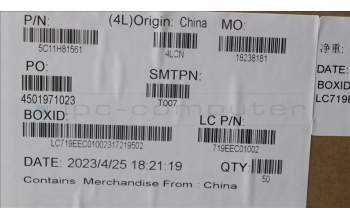 P/N:
(4L)Origin: China
MO:
5C11H81561
4LCN
18238181
净重:
PO:
SMTPN:
DATE:
4501971023
T007
BOXID
LC719E
BOXID:
LC P/N:
LC719EEC01002317219502
719EEC01002
DATE: 2023/4/25 18:21:19
QTY
50
Contains Merchandise From : China